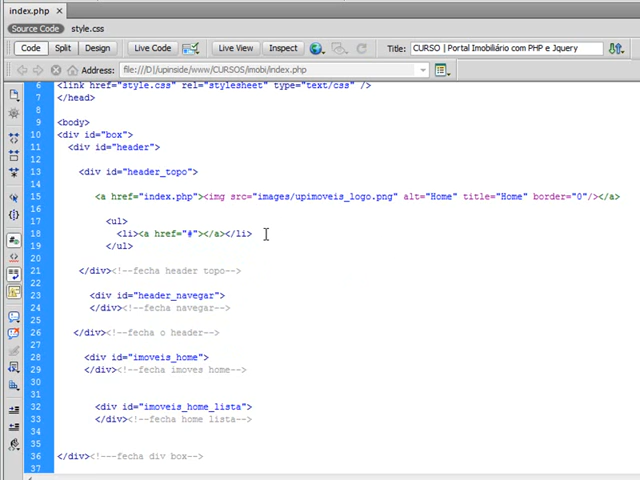 index.php ×
Source Code style.css
Code Split Design Live Code Live View Inspect Title: CURSO | Portal Imobiliário com PHP e Jquery
Address: file:///D|/upinside/www/CURSOS/imobi/index.php
6 <link href="style.css" rel="stylesheet" type="text/css" />
7 </head>
8
9 <body>
10 <div id="box">
11 <div id="header">
12
13 <div id="header_topo">
14
15 <a href="index.php"><img src="images/upimoveis_logo.png" alt="Home" title="Home" border="0"/></a>
16
17 <ul>
18 <li><a href="#"></a></li>
19 </ul>
20
21 </div><!--fecha header topo-->
22
23 <div id="header_navegar">
24 </div><!--fecha navegar-->
25
26 </div><!--fecha o header-->
27
28 <div id="imoveis_home">
29 </div><!--fecha imoves home-->
30
31
32 <div id="imoveis_home_lista">
33 </div><!--fecha home lista-->
34
35
36 </div><!---fecha div box-->
37